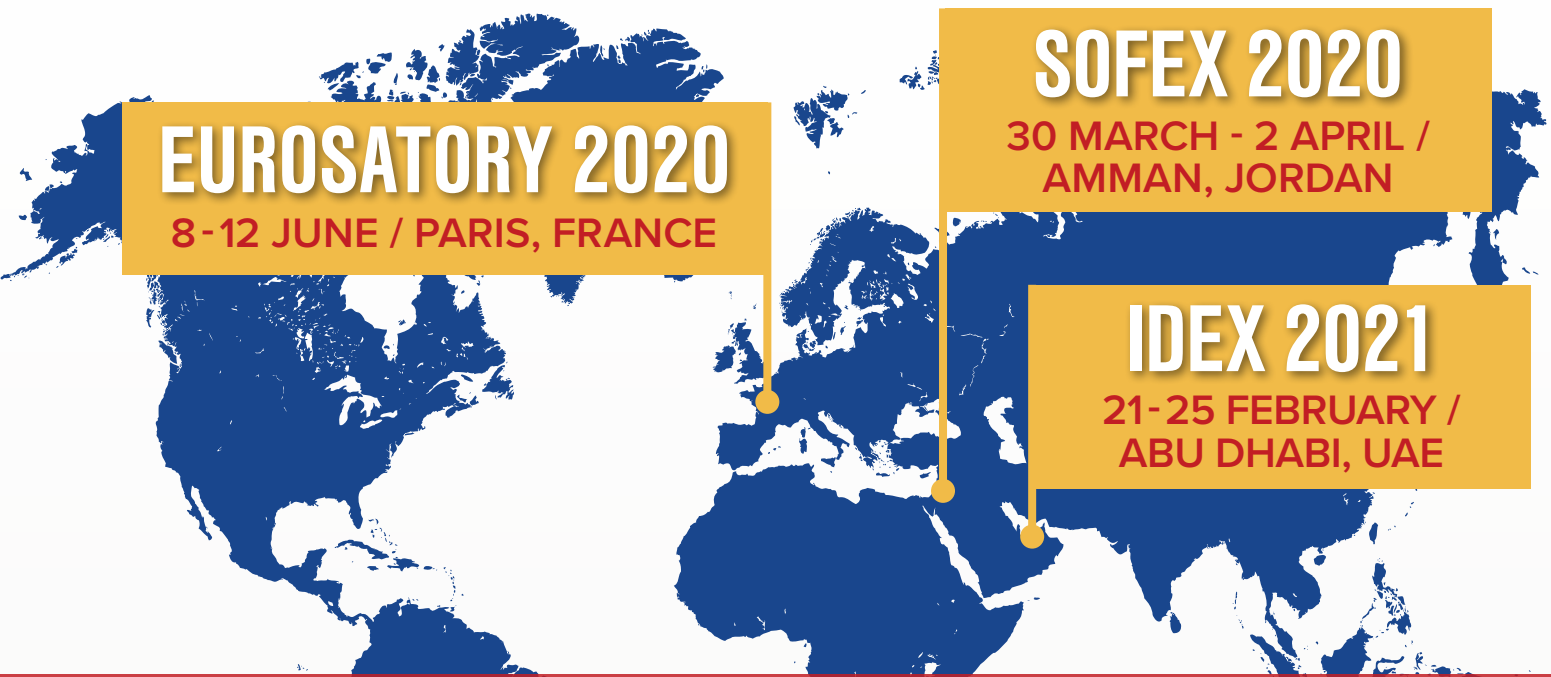 EUROSATORY 2020
8-12 JUNE / PARIS, FRANCE
SOFEX 2020
30 MARCH - 2 APRIL /
AMMAN, JORDAN
IDEX 2021
21-25 FEBRUARY /
ABU DHABI, UAE